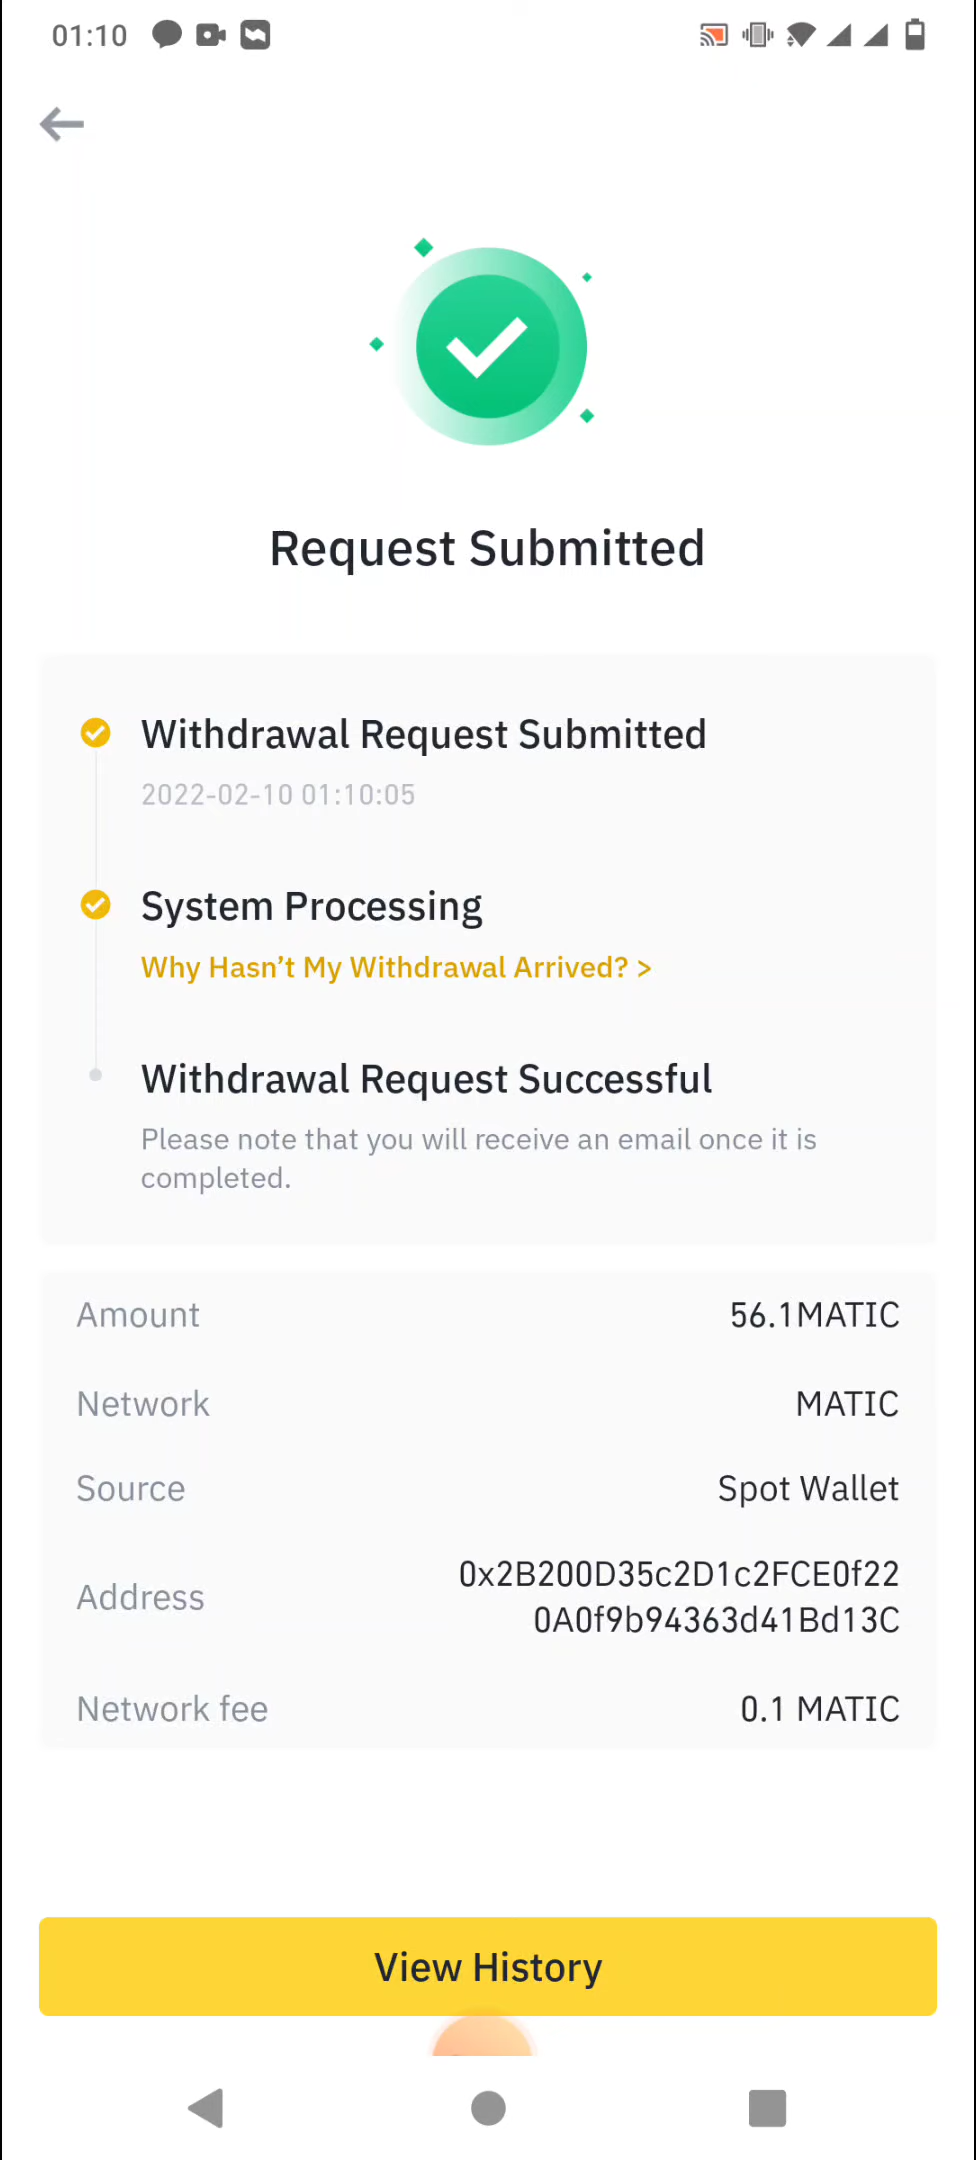 01:10
Request Submitted
Withdrawal Request Submitted
2022-02-10 01:10:05
System Processing
Why Hasn’t My Withdrawal Arrived? >
Withdrawal Request Successful
Please note that you will receive an email once it is
completed.
Amount 56.1MATIC
Network MATIC
Source Spot Wallet
Address 0x2B200D35c2D1c2FCE0f22
0A0f9b94363d41Bd13C
Network fee 0.1 MATIC
View History